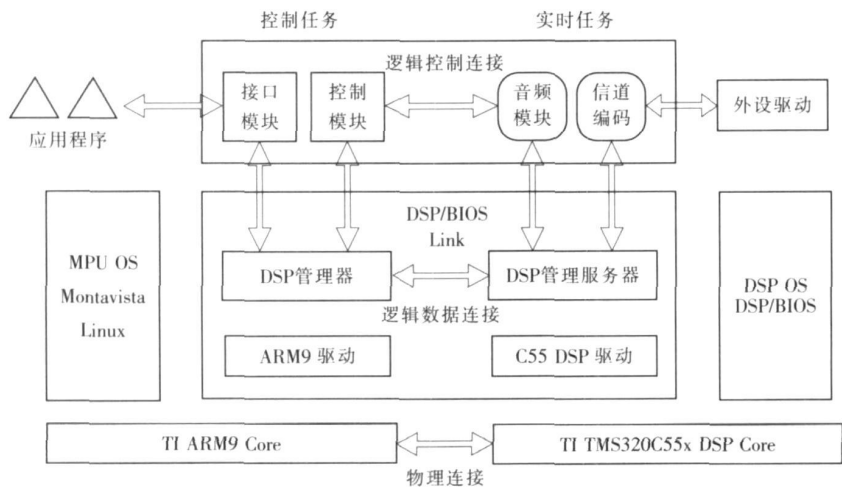 控制任务
实时任务
逻辑控制连接
接口
模块
控制
模块
音频
模块
信道
编码
外设驱动
应用程序
MPU OS
Montavista
Linux
DSP/BIOS
Link
DSP管理器
DSP管理服务器
逻辑数据连接
ARM9 驱动
C55 DSP 驱动
DSP OS
DSP/BIOS
TI ARM9 Core
TI TMS320C55x DSP Core
物理连接